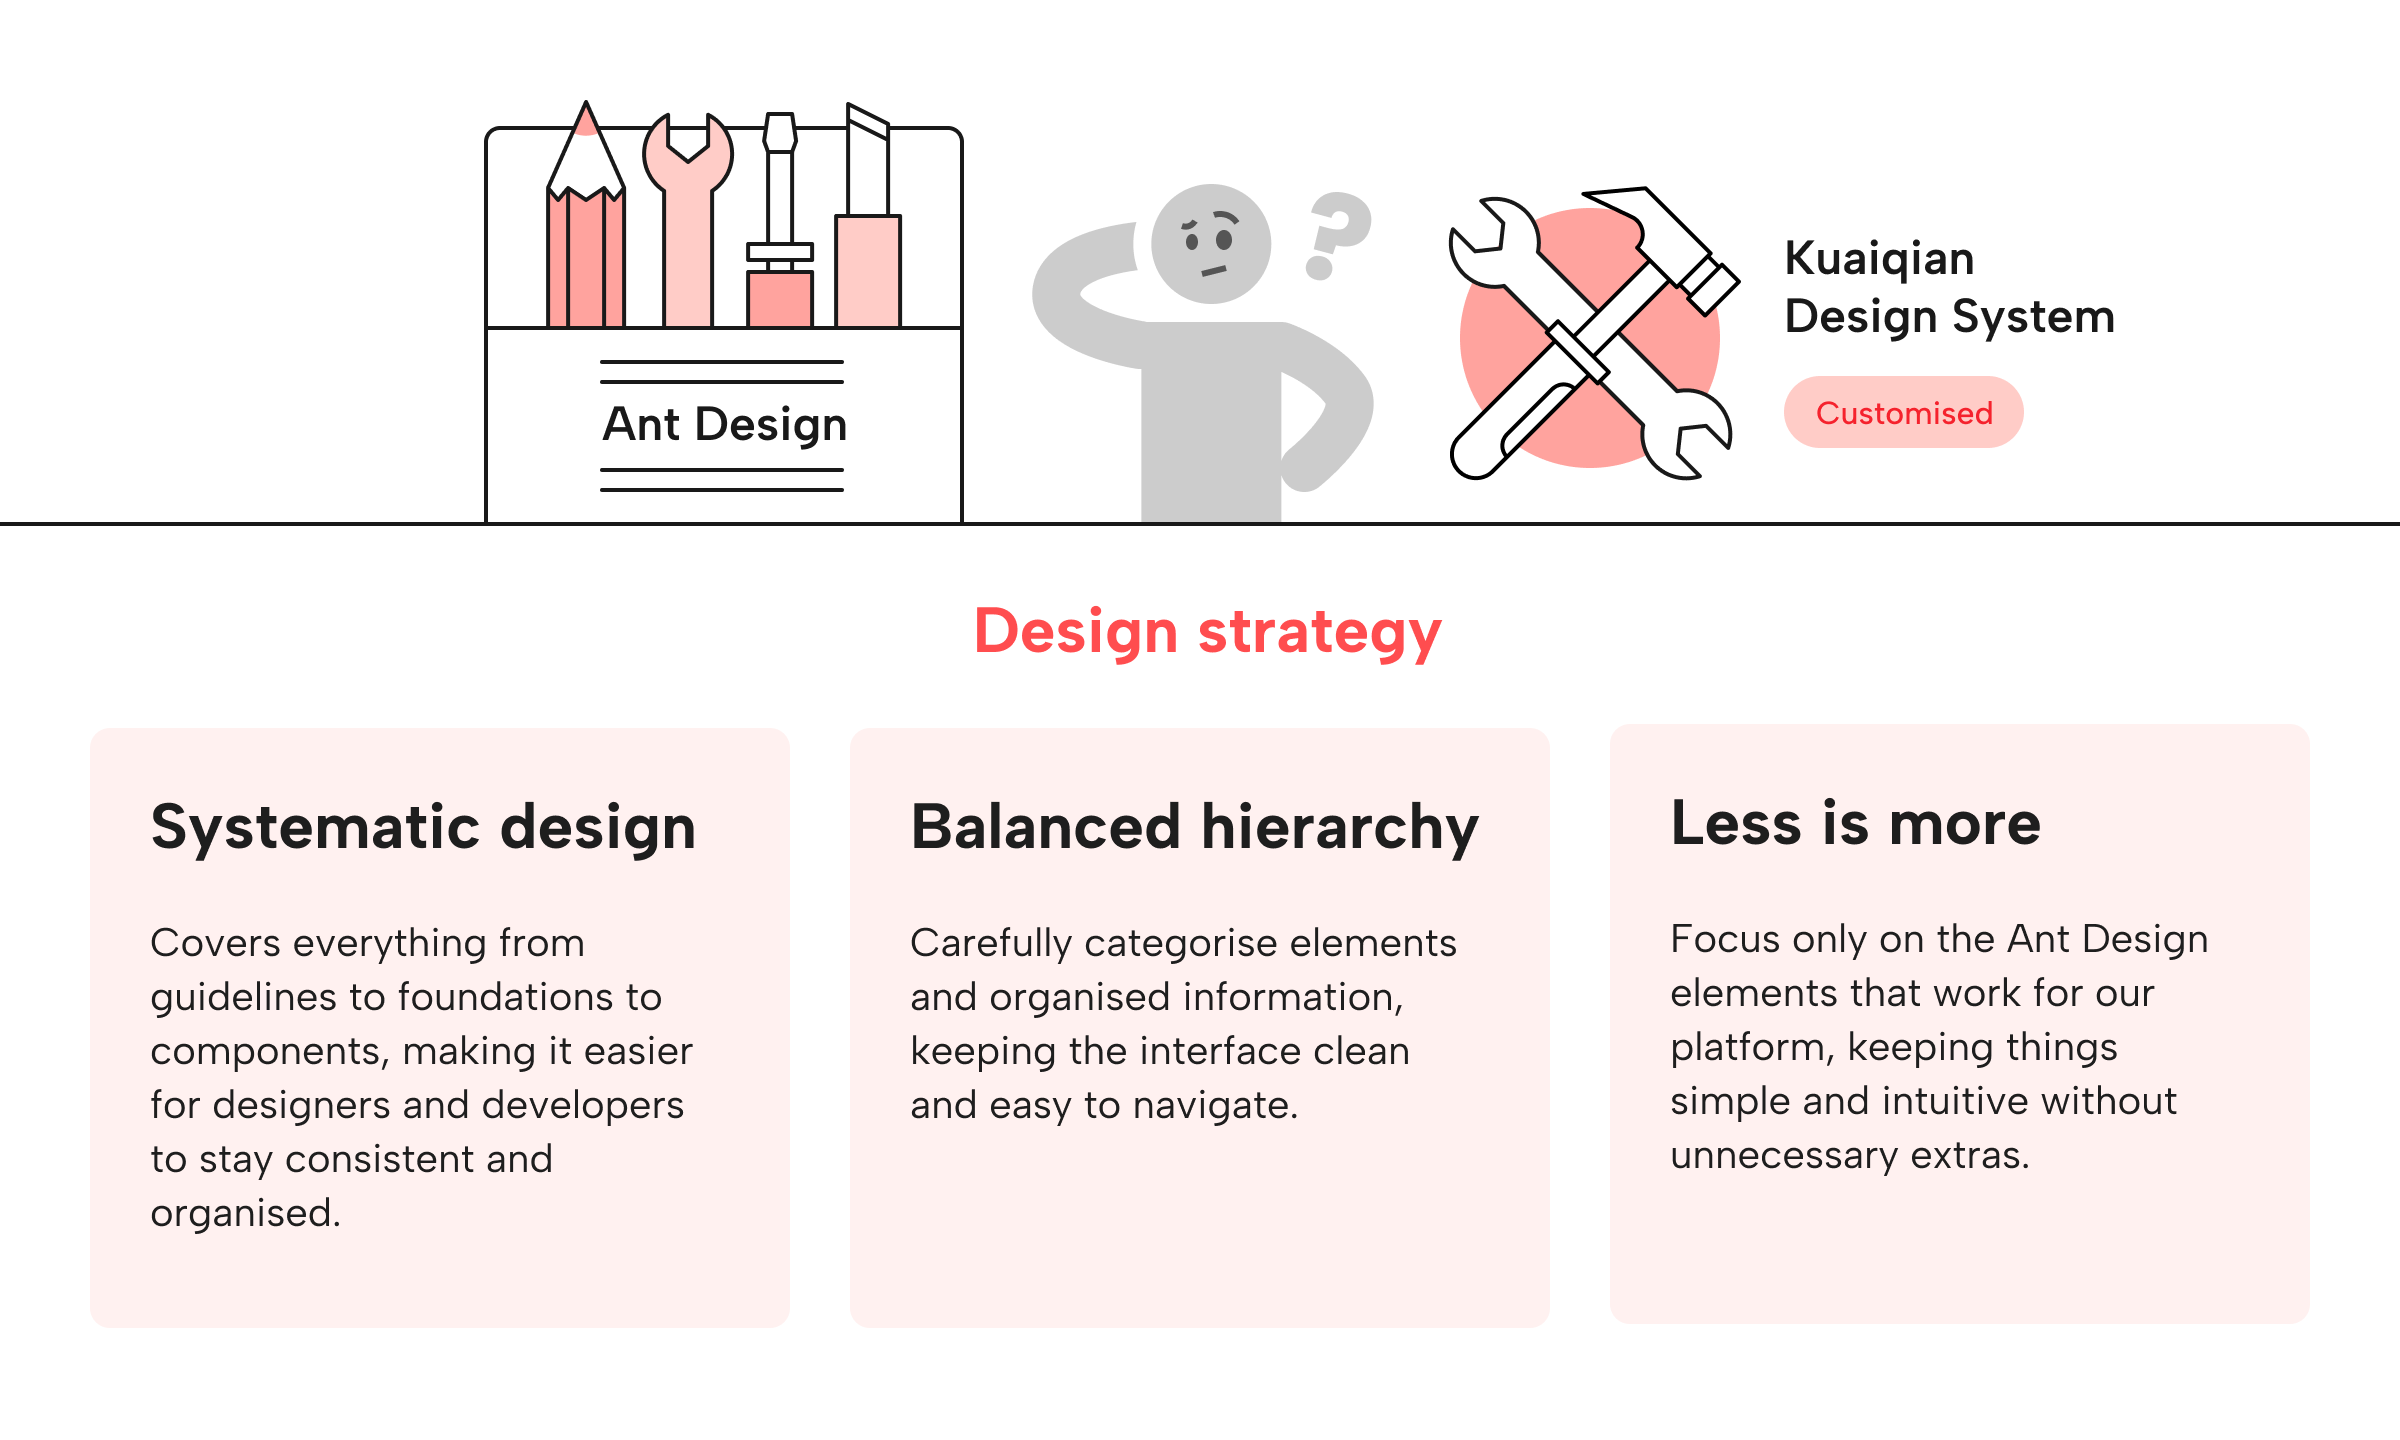 Ant Design
?
Kuaiqian
Design System
Customised
Design strategy
Systematic design
Covers everything from
guidelines to foundations to
components, making it easier
for designers and developers
to stay consistent and
organised.
Balanced hierarchy
Carefully categorise elements
and organised information,
keeping the interface clean
and easy to navigate.
Less is more
Focus only on the Ant Design
elements that work for our
platform, keeping things
simple and intuitive without
unnecessary extras.